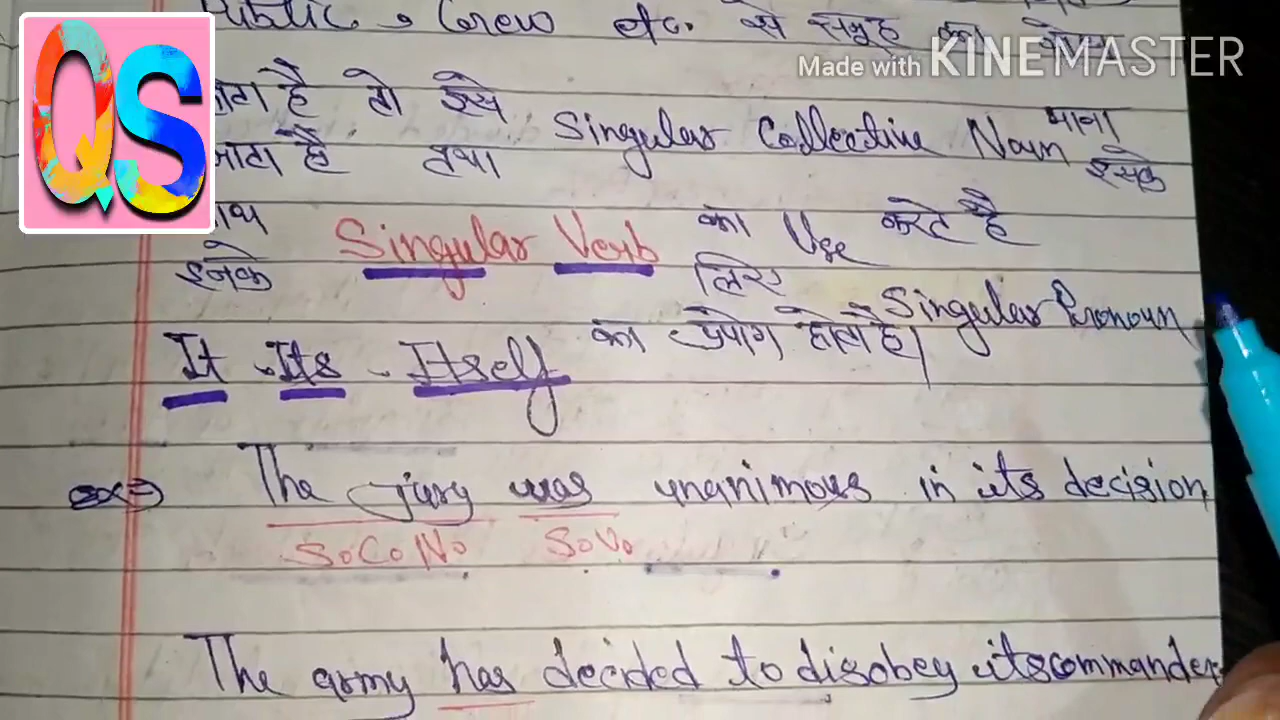 Public, Crew etc. से समूह का बोध
Made with KINEMASTER
QS
होता है तो इसे Singular Collective Noun माना
जाता है तथा इसके
साथ Singular Verb का Use करते है
इनके लिए Singular Pronoun
It, Its, Itself का प्रयोग होता है।
Ex⇒ The jury was unanimous in its decision
S.C.N. S.V.
The army has decided to disobey its commander